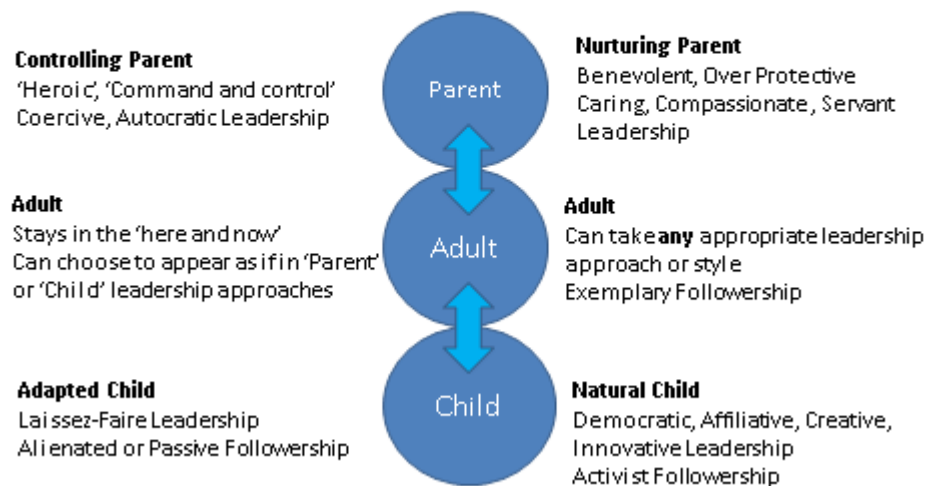 Controlling Parent
‘Heroic’, ‘Command and control’
Coercive, Autocratic Leadership
Parent
Nurturing Parent
Benevolent, Over Protective
Caring, Compassionate, Servant
Leadership
Adult
Stays in the ‘here and now’
Can choose to appear as if in ‘Parent’
or ‘Child’ leadership approaches
Adult
Adult
Can take any appropriate leadership
approach or style
Exemplary Followership
Adapted Child
Laissez-Faire Leadership
Alienated or Passive Followership
Child
Natural Child
Democratic, Affiliative, Creative,
Innovative Leadership
Activist Followership